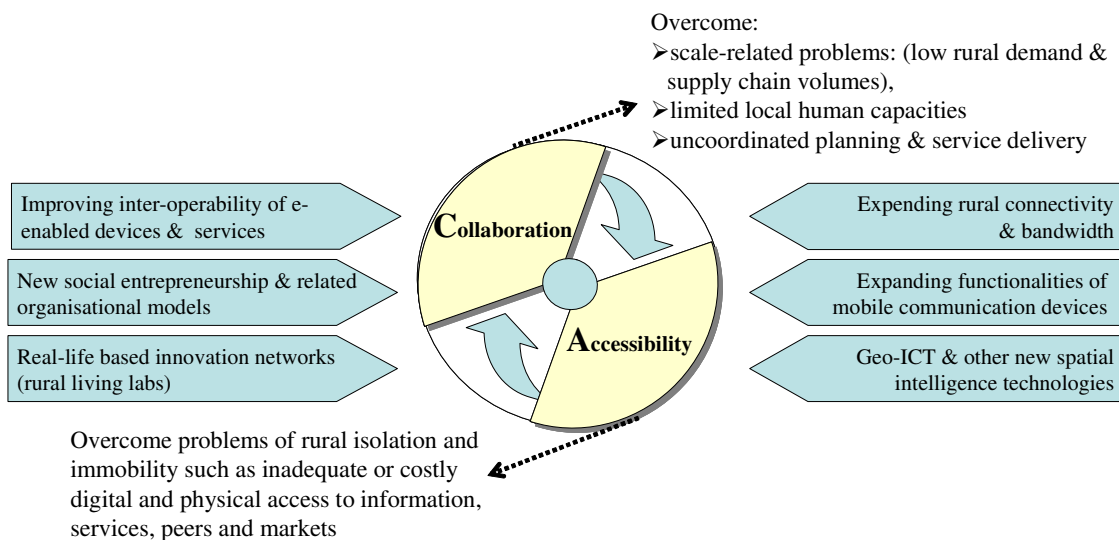 Overcome:
➢scale-related problems: (low rural demand &
supply chain volumes),
➢limited local human capacities
➢uncoordinated planning & service delivery
Improving inter-operability of e-
enabled devices & services
New social entrepreneurship & related
organisational models
Real-life based innovation networks
(rural living labs)
Collaboration
Accessibility
Expending rural connectivity
& bandwidth
Expanding functionalities of
mobile communication devices
Geo-ICT & other new spatial
intelligence technologies
Overcome problems of rural isolation and
immobility such as inadequate or costly
digital and physical access to information,
services, peers and markets